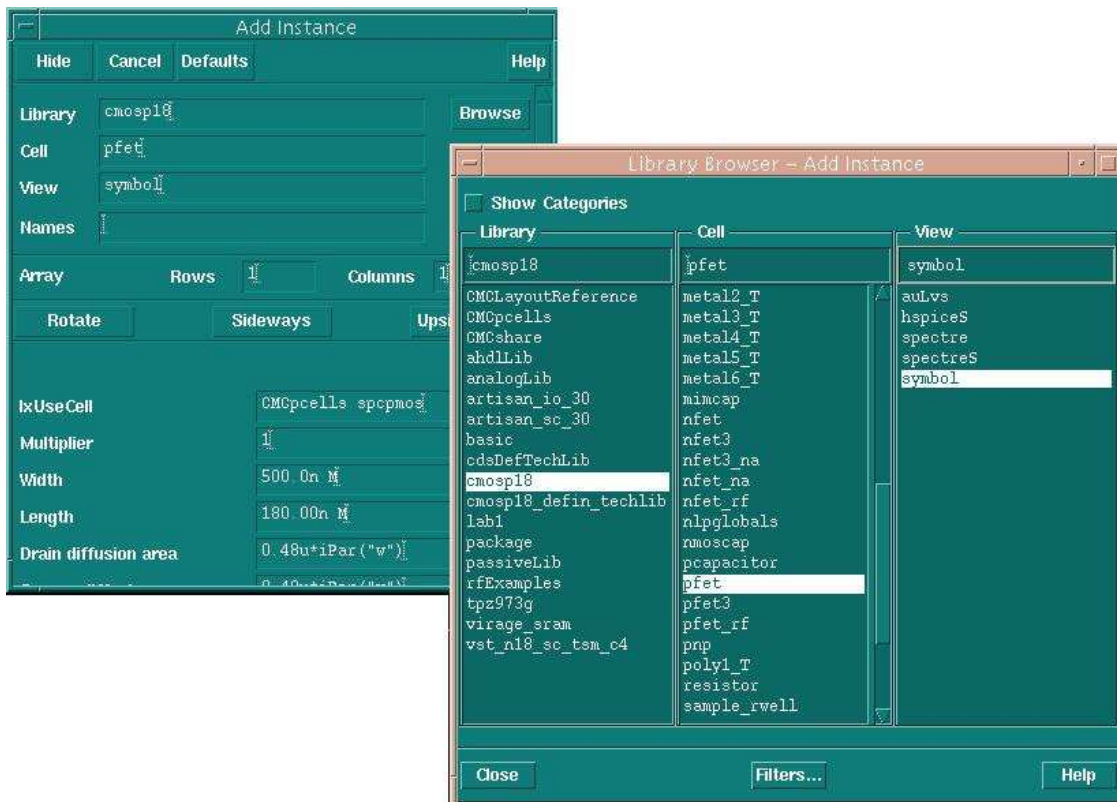 Add Instance
Hide Cancel Defaults Help
Library cmosp18 Browse
Cell pfet
View symbol
Names
Array Rows 1 Columns 1
Rotate Sideways Upsi
lxUseCell CMCpcells spcpmos
Multiplier 1
Width 500.0n M
Length 180.00n M
Drain diffusion area 0.48u*iPar("w")
Library Browser - Add Instance
Show Categories
Library
cmosp18
CMCLayoutReference
CMCpcells
CMCshare
ahdlLib
analogLib
artisan_io_30
artisan_sc_30
basic
cdsDefTechLib
cmosp18
cmosp18_defin_techlib
lab1
package
passiveLib
rfExamples
tpz973g
virage_sram
vst_n18_sc_tsm_c4
Cell
pfet
metal2_T
metal3_T
metal4_T
metal5_T
metal6_T
mimcap
nfet
nfet3
nfet3_na
nfet_na
nfet_rf
nlpglobals
nmoscap
pcapacitor
pfet
pfet3
pfet_rf
pnp
poly1_T
resistor
sample_rwell
View
symbol
auLvs
hspiceS
spectre
spectreS
symbol
Close Filters... Help